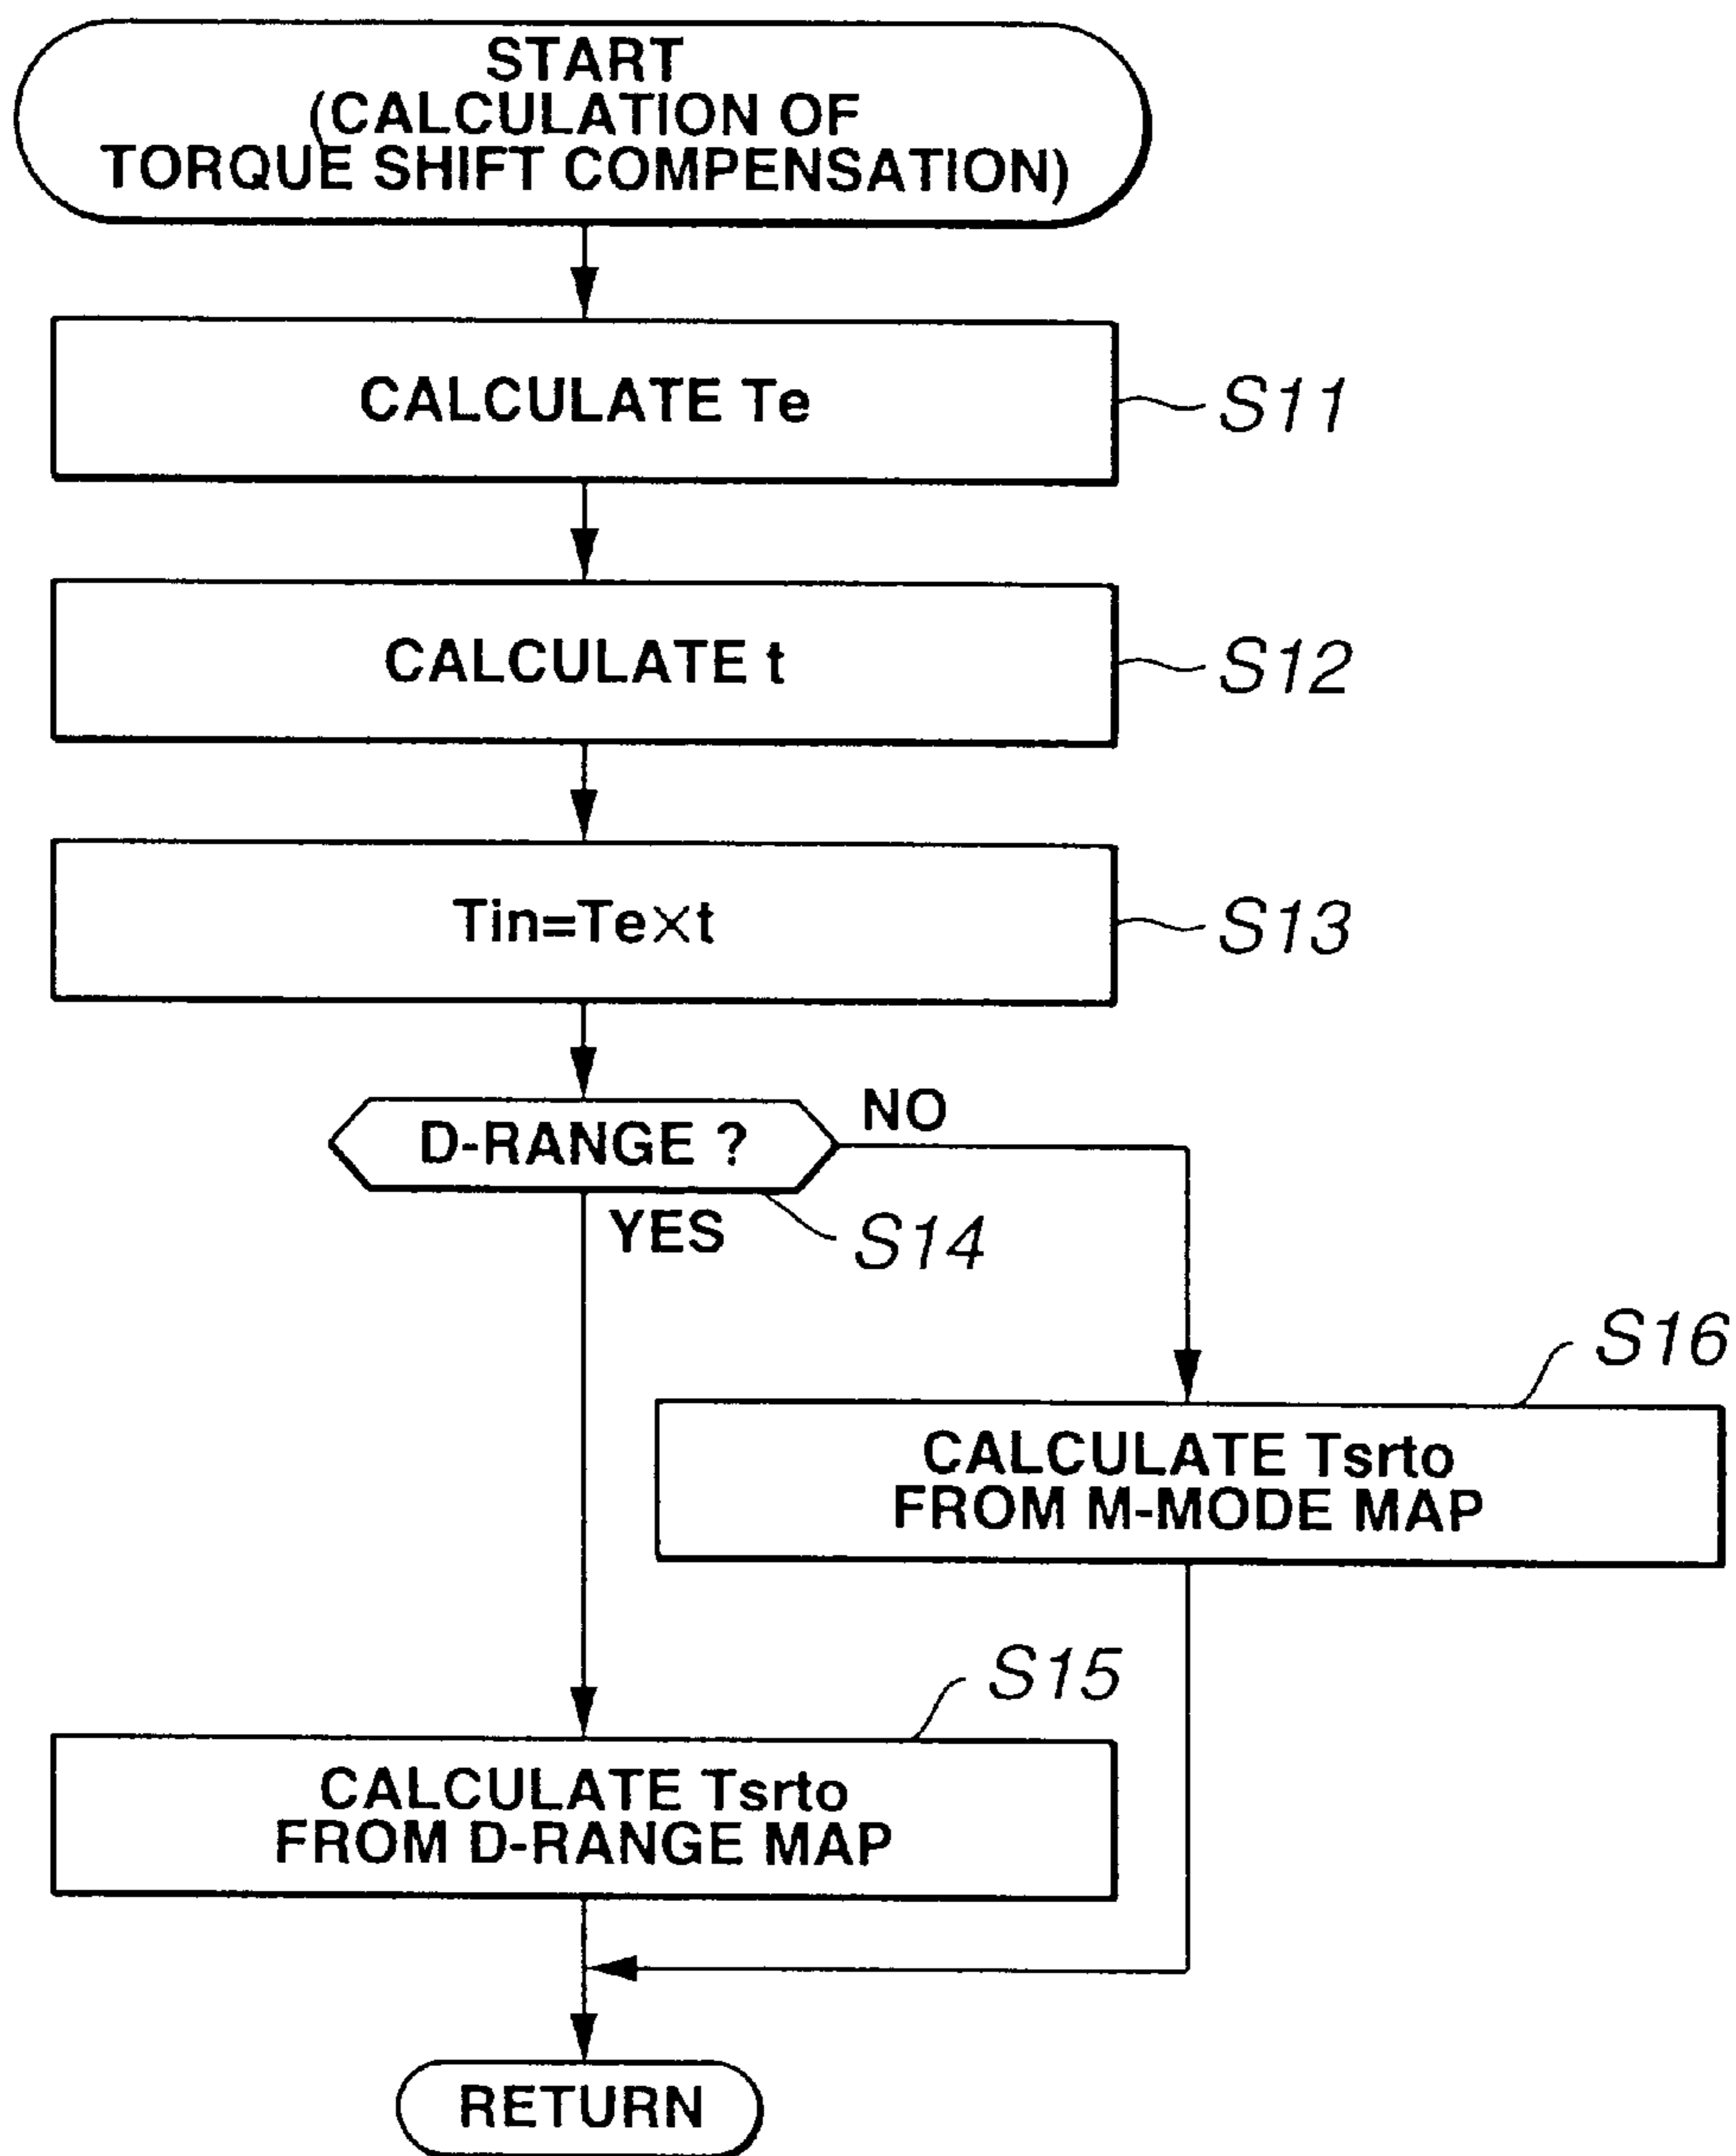 START
(CALCULATION OF
TORQUE SHIFT COMPENSATION)
CALCULATE Te
S11
CALCULATE t
S12
Tin=Te×t
S13
D-RANGE ?
NO
YES
S14
S16
CALCULATE Tsrto
FROM M-MODE MAP
S15
CALCULATE Tsrto
FROM D-RANGE MAP
RETURN